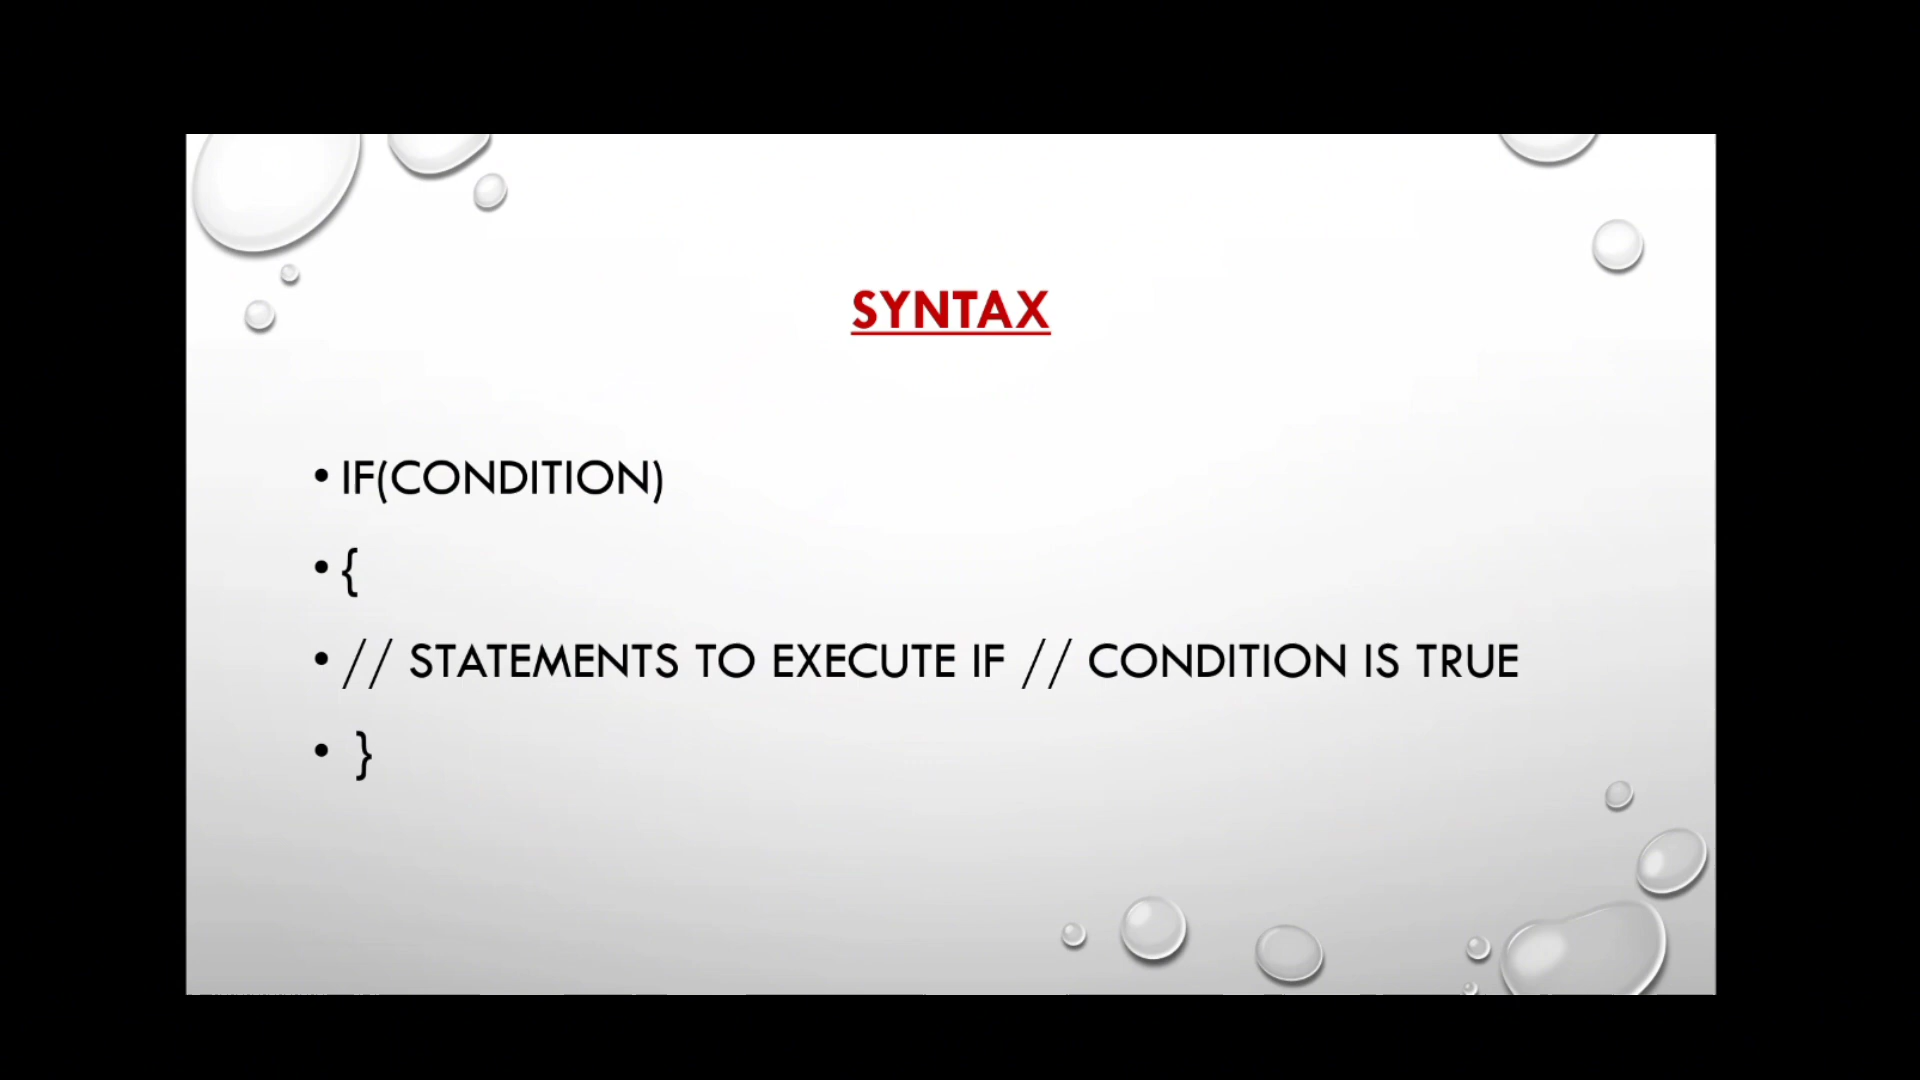 SYNTAX
• IF(CONDITION)
• {
• // STATEMENTS TO EXECUTE IF // CONDITION IS TRUE
• }